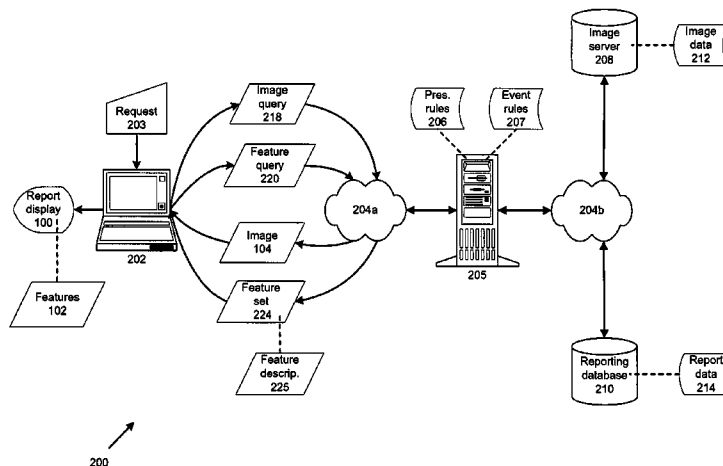 Image
server
208
Image
data
212
Image
query
218
Pres.
rules
206
Event
rules
207
Request
203
Feature
query
220
Report
display
100
204a
204b
202
Image
104
205
Features
102
Feature
set
224
Feature
descrip.
225
Reporting
database
210
Report
data
214
200